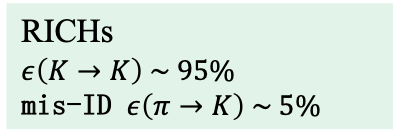 RICHs
ϵ(K → K) ~ 95%
mis-ID ϵ(π → K) ~ 5%